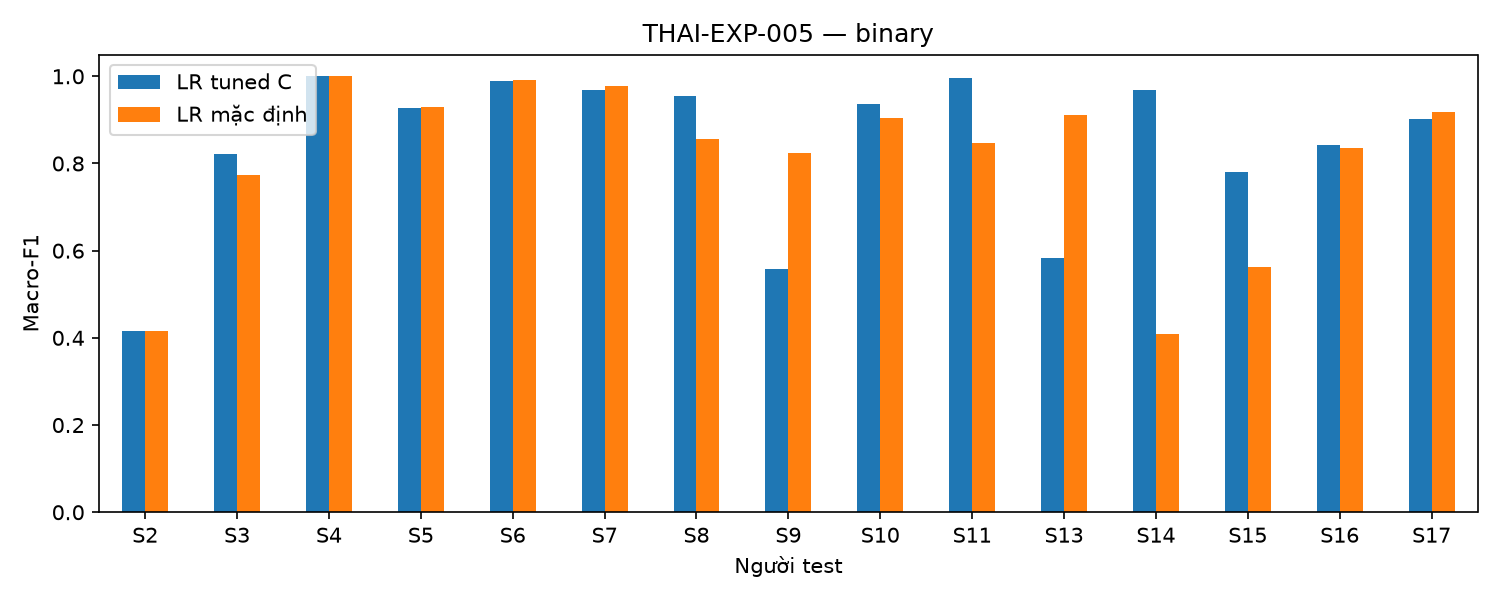 THAI-EXP-005 — binary
LR tuned C
LR mặc định
Macro-F1
1.0
0.8
0.6
0.4
0.2
0.0
S2 S3 S4 S5 S6 S7 S8 S9 S10 S11 S13 S14 S15 S16 S17
Người test